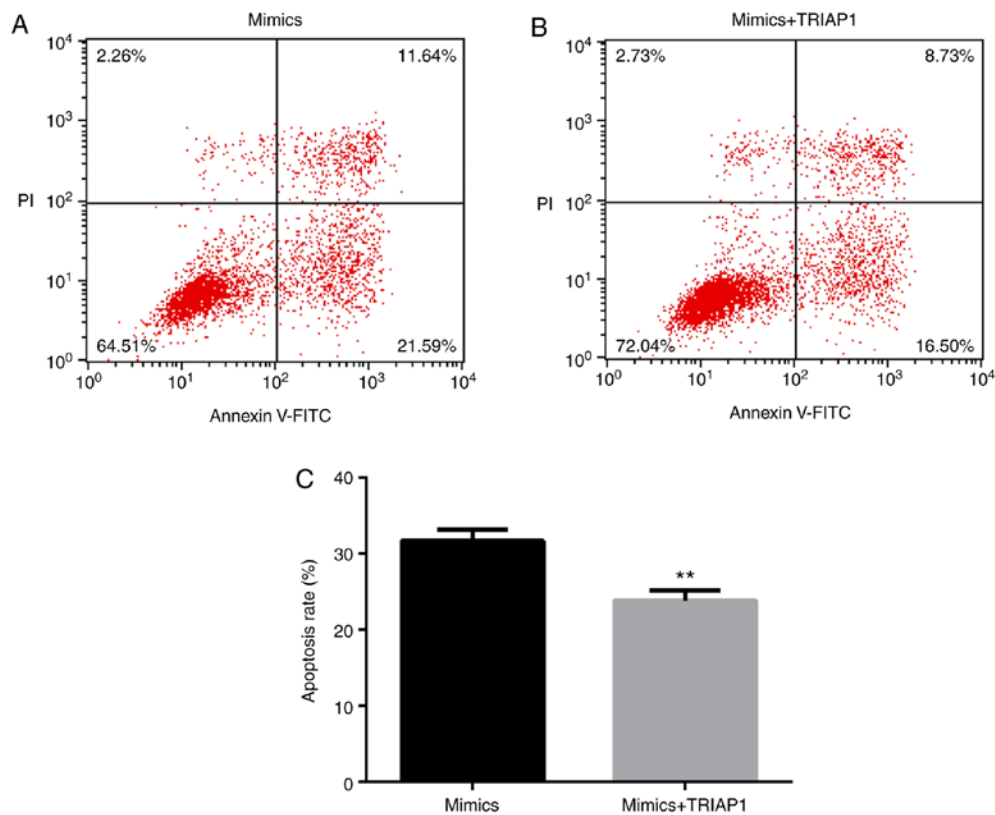 A
Mimics
10⁴
10³
10²
10¹
10⁰
PI
2.26%
11.64%
64.51%
21.59%
10⁰ 10¹ 10² 10³ 10⁴
Annexin V-FITC
B
Mimics+TRIAP1
10⁴
10³
10²
10¹
10⁰
PI
2.73%
8.73%
72.04%
16.50%
10⁰ 10¹ 10² 10³ 10⁴
Annexin V-FITC
C
40
30
20
10
0
Apoptosis rate (%)
**
Mimics
Mimics+TRIAP1